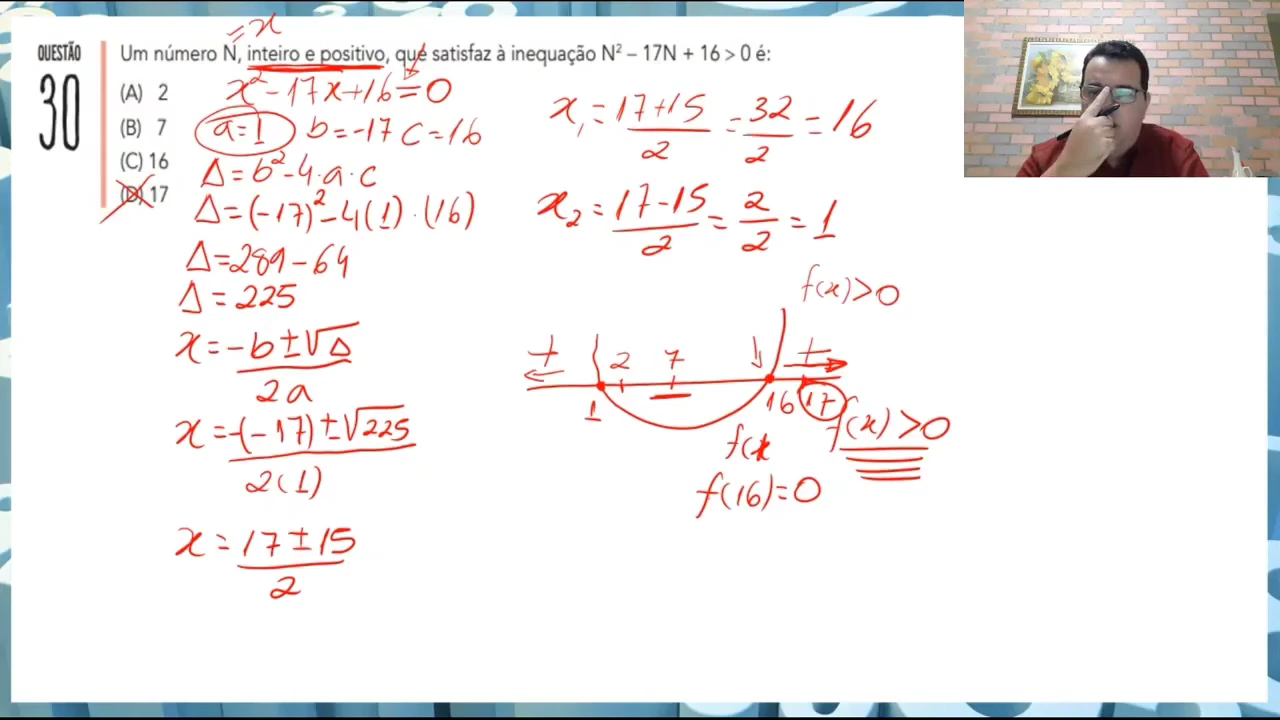 = x
QUESTÃO
30
Um número N, inteiro e positivo, que satisfaz à inequação N² – 17N + 16 > 0 é:
(A) 2
(B) 7
(C) 16
(D) 17
x² - 17x + 16 = 0
a = 1 b = -17 c = 16
Δ = b² - 4·a·c
Δ = (-17)² - 4(1)·(16)
Δ = 289 - 64
Δ = 225
x = -b ± √Δ
2a
x = -(-17) ± √225
2(1)
x = 17 ± 15
2
x₁ = 17+15 = 32 = 16
2 2
x₂ = 17-15 = 2 = 1
2 2
f(x) > 0
+ 2 7 +
1 16 17
f(x) > 0
f(x
f(16) = 0